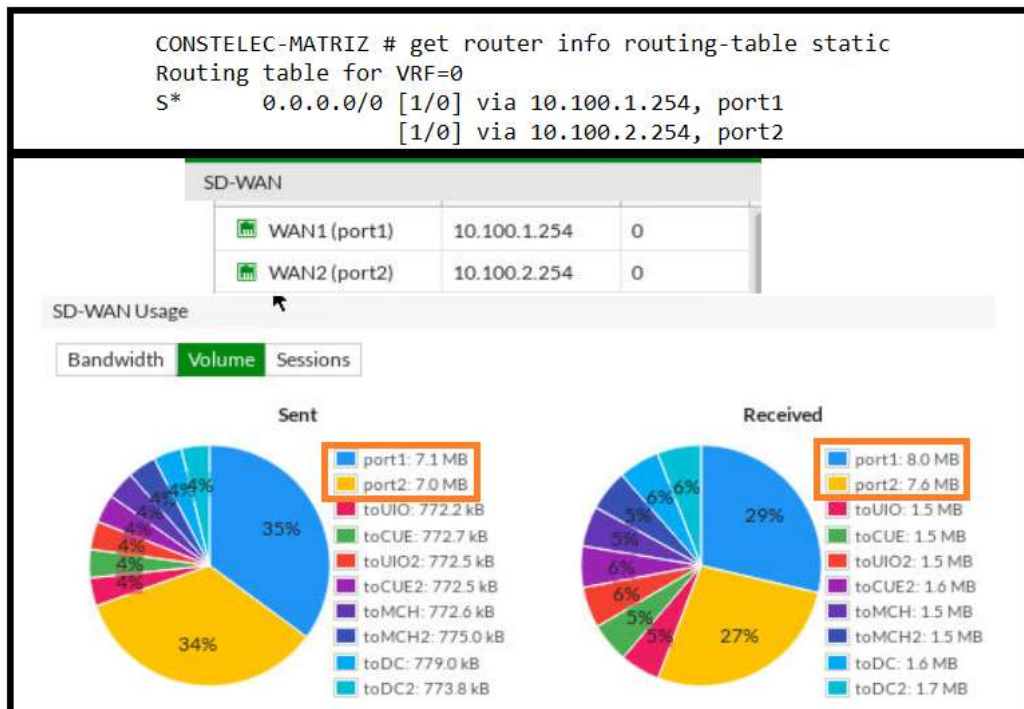 CONSTELEC-MATRIZ # get router info routing-table static
Routing table for VRF=0
S* 0.0.0.0/0 [1/0] via 10.100.1.254, port1
[1/0] via 10.100.2.254, port2
SD-WAN
WAN1 (port1) 10.100.1.254 0
WAN2 (port2) 10.100.2.254 0
SD-WAN Usage
Bandwidth Volume Sessions
Sent
35%
34%
4%
4%
4%
4%
4%
4%
4%
4%
port1: 7.1 MB
port2: 7.0 MB
toUIO: 772.2 kB
toCUE: 772.7 kB
toUIO2: 772.5 kB
toCUE2: 772.5 kB
toMCH: 772.6 kB
toMCH2: 775.0 kB
toDC: 779.0 kB
toDC2: 773.8 kB
Received
29%
27%
5%
5%
6%
6%
5%
5%
6%
6%
port1: 8.0 MB
port2: 7.6 MB
toUIO: 1.5 MB
toCUE: 1.5 MB
toUIO2: 1.5 MB
toCUE2: 1.6 MB
toMCH: 1.5 MB
toMCH2: 1.5 MB
toDC: 1.6 MB
toDC2: 1.7 MB